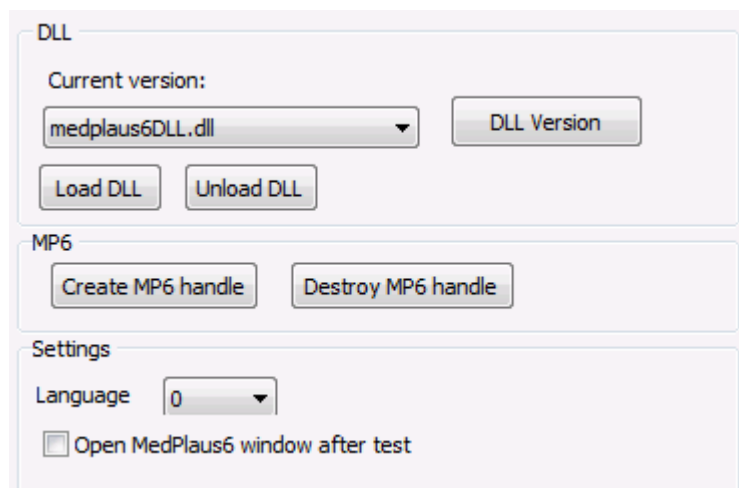 DLL
Current version:
medplaus6DLL.dll
DLL Version
Load DLL
Unload DLL
MP6
Create MP6 handle
Destroy MP6 handle
Settings
Language
0
Open MedPlaus6 window after test